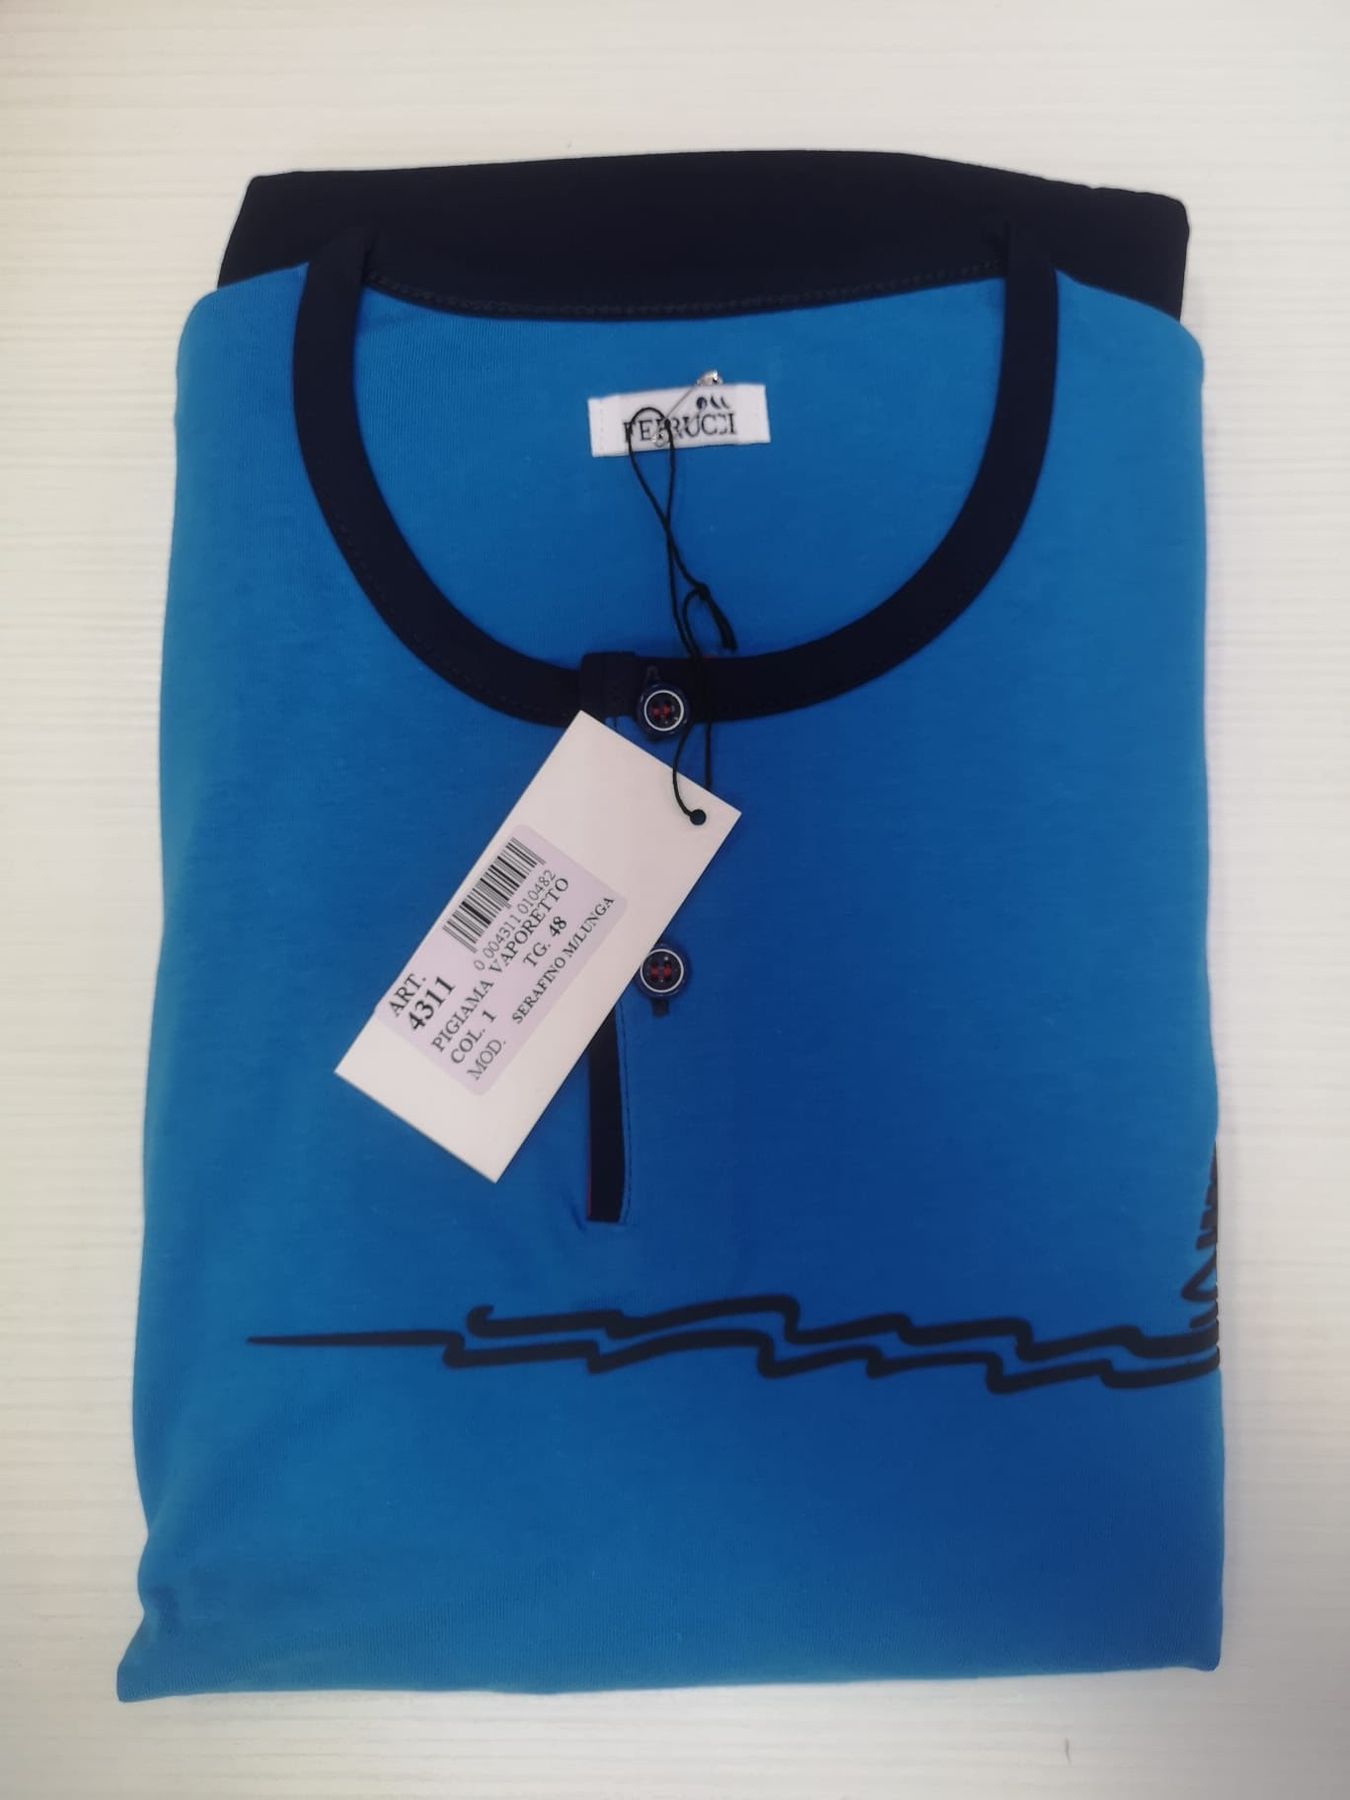 FERRUCCI
0 004311 010482
ART.
4311
PIGIAMA VAPORETTO
COL. 1 TG. 48
MOD. SERAFINO M/LUNGA